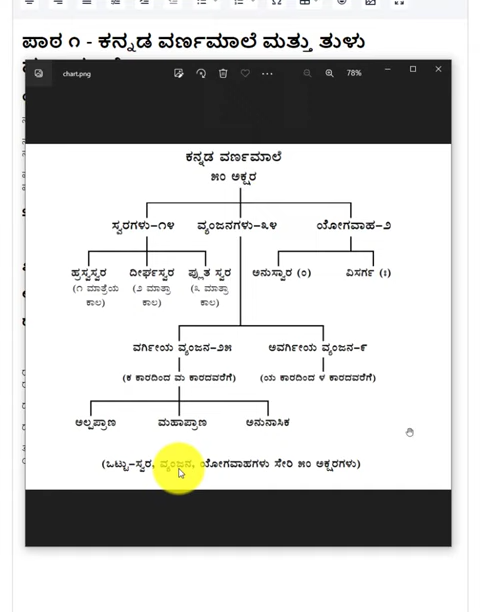 ಪಾಠ ೧ - ಕನ್ನಡ ವರ್ಣಮಾಲೆ ಮತ್ತು ತುಳು
chart.png
78%
ಕನ್ನಡ ವರ್ಣಮಾಲೆ
೫೦ ಅಕ್ಷರ
ಸ್ವರಗಳು-೧೪ ವ್ಯಂಜನಗಳು-೩೪ ಯೋಗವಾಹ-೨
ಹ್ರಸ್ವಸ್ವರ ದೀರ್ಘಸ್ವರ ಪ್ಲುತ ಸ್ವರ ಅನುಸ್ವಾರ (ಂ) ವಿಸರ್ಗ (ಃ)
(೧ ಮಾತ್ರೆಯ (೨ ಮಾತ್ರಾ (೩ ಮಾತ್ರಾ
ಕಾಲ) ಕಾಲ) ಕಾಲ)
ವರ್ಗೀಯ ವ್ಯಂಜನ-೨೫ ಅವರ್ಗೀಯ ವ್ಯಂಜನ-೯
(ಕ ಕಾರದಿಂದ ಮ ಕಾರದವರೆಗೆ) (ಯ ಕಾರದಿಂದ ಳ ಕಾರದವರೆಗೆ)
ಅಲ್ಪಪ್ರಾಣ ಮಹಾಪ್ರಾಣ ಅನುನಾಸಿಕ
(ಒಟ್ಟು-ಸ್ವರ, ವ್ಯಂಜನ, ಯೋಗವಾಹಗಳು ಸೇರಿ ೫೦ ಅಕ್ಷರಗಳು)